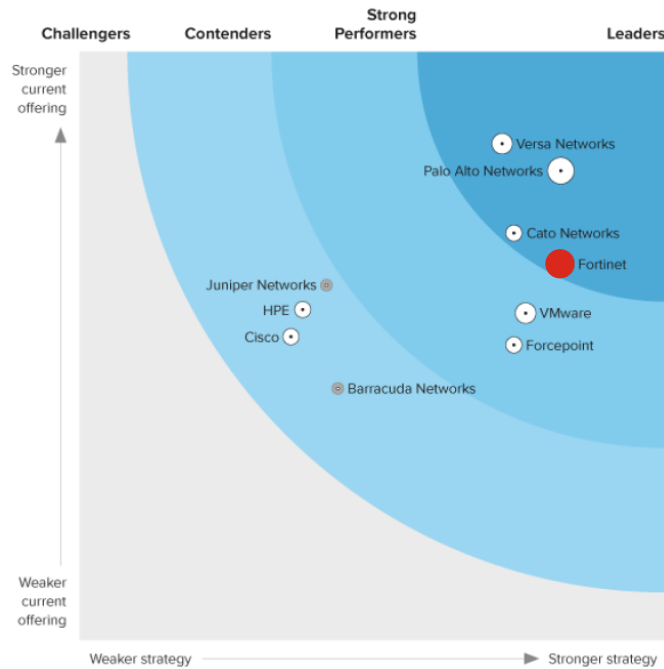 Strong
Challengers Contenders Performers Leaders
Stronger
current
offering
Versa Networks
Palo Alto Networks
Cato Networks
Fortinet
Juniper Networks
HPE
VMware
Cisco
Forcepoint
Barracuda Networks
Weaker
current
offering
Weaker strategy Stronger strategy